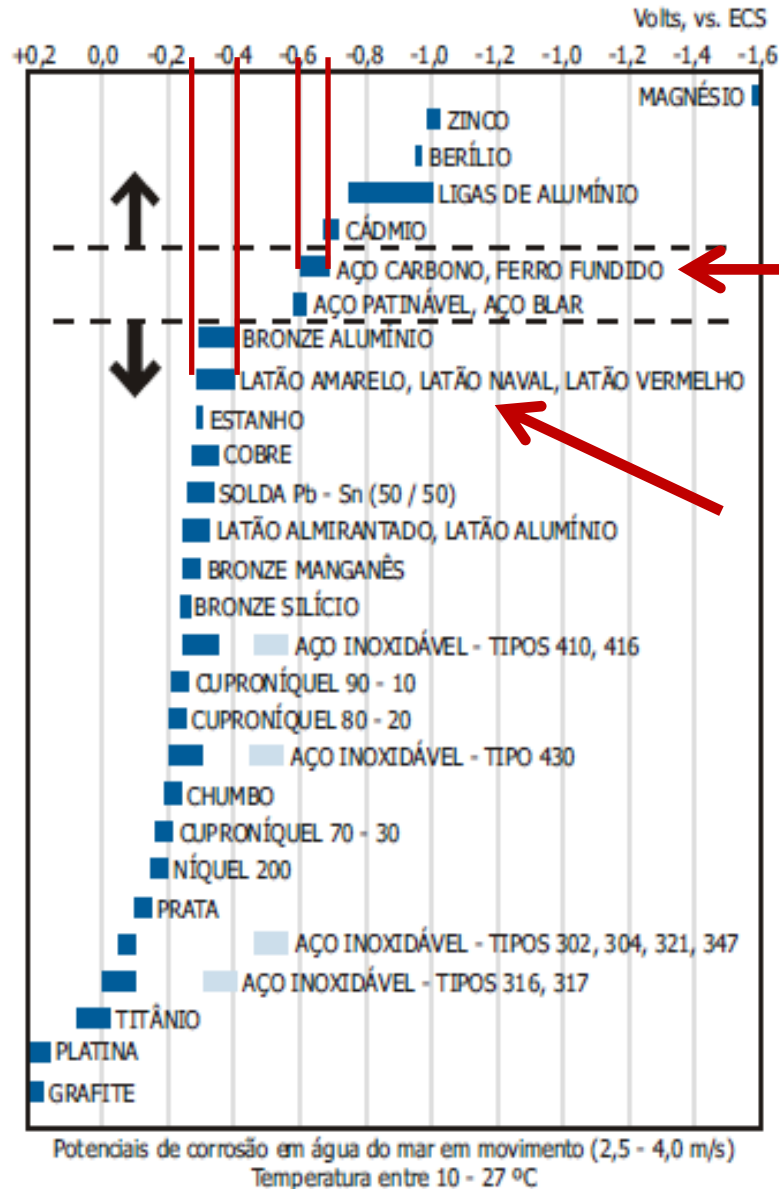 Volts, vs. ECS
+0,2 0,0 -0,2 -0,4 -0,6 -0,8 -1,0 -1,2 -1,2 -1,4 -1,6
MAGNÉSIO
ZINCO
BERÍLIO
LIGAS DE ALUMÍNIO
CÁDMIO
AÇO CARBONO, FERRO FUNDIDO
AÇO PATINÁVEL, AÇO BLAR
BRONZE ALUMÍNIO
LATÃO AMARELO, LATÃO NAVAL, LATÃO VERMELHO
ESTANHO
COBRE
SOLDA Pb - Sn (50 / 50)
LATÃO ALMIRANTADO, LATÃO ALUMÍNIO
BRONZE MANGANÊS
BRONZE SILÍCIO
AÇO INOXIDÁVEL - TIPOS 410, 416
CUPRONÍQUEL 90 - 10
CUPRONÍQUEL 80 - 20
AÇO INOXIDÁVEL - TIPO 430
CHUMBO
CUPRONÍQUEL 70 - 30
NÍQUEL 200
PRATA
AÇO INOXIDÁVEL - TIPOS 302, 304, 321, 347
AÇO INOXIDÁVEL - TIPOS 316, 317
TITÂNIO
PLATINA
GRAFITE
Potenciais de corrosão em água do mar em movimento (2,5 - 4,0 m/s)
Temperatura entre 10 - 27 ºC